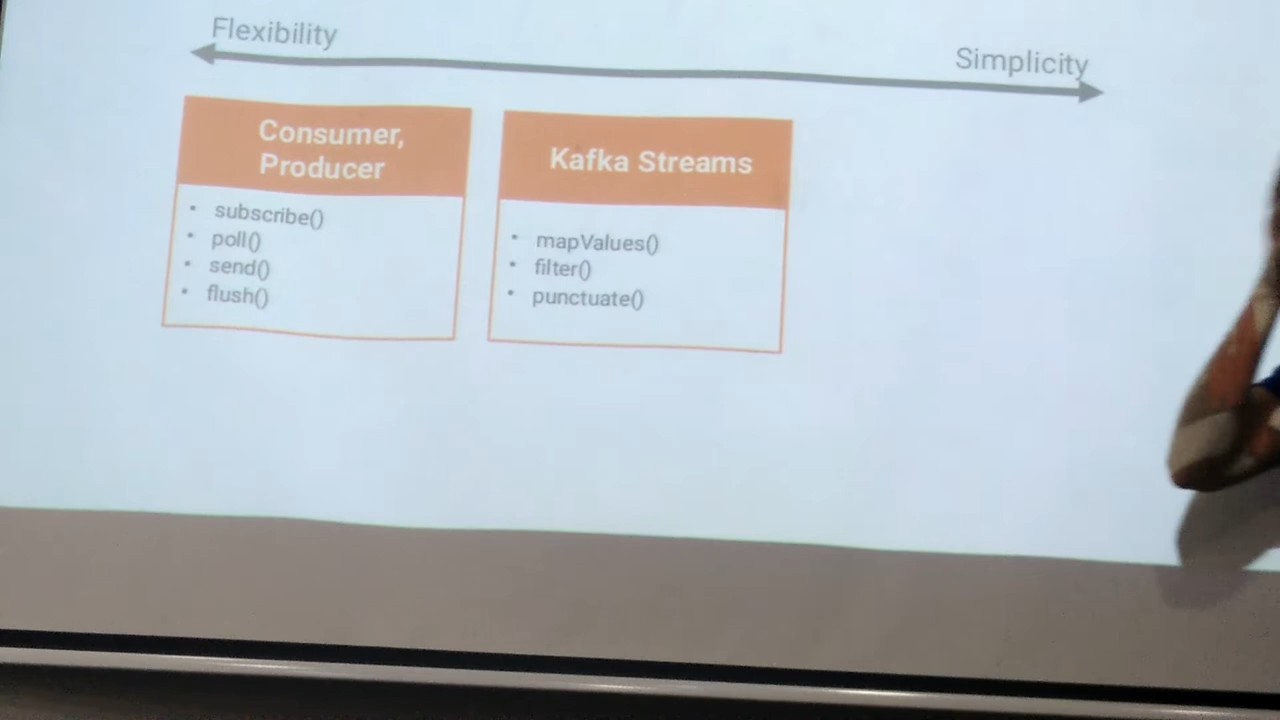 Flexibility
Simplicity
Consumer,
Producer
• subscribe()
• poll()
• send()
• flush()
Kafka Streams
• mapValues()
• filter()
• punctuate()